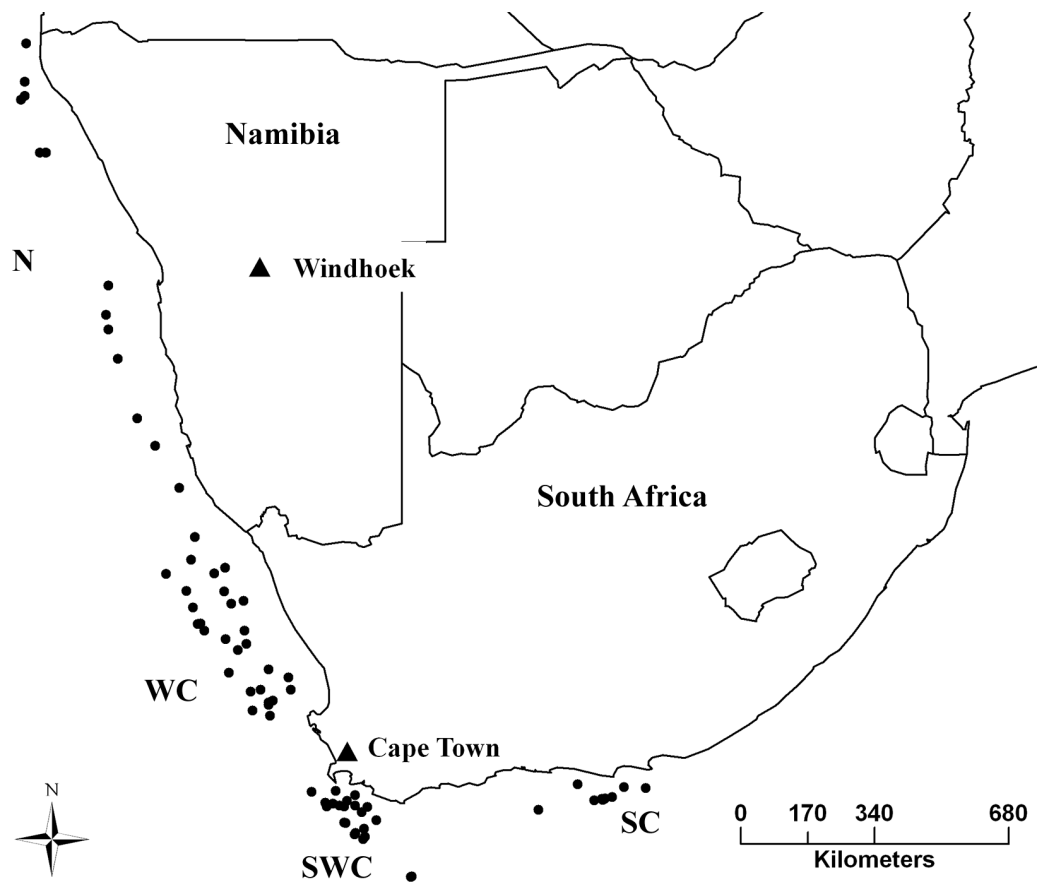 Namibia
N
Windhoek
South Africa
WC
Cape Town
N
SC
SWC
0 170 340 680
Kilometers